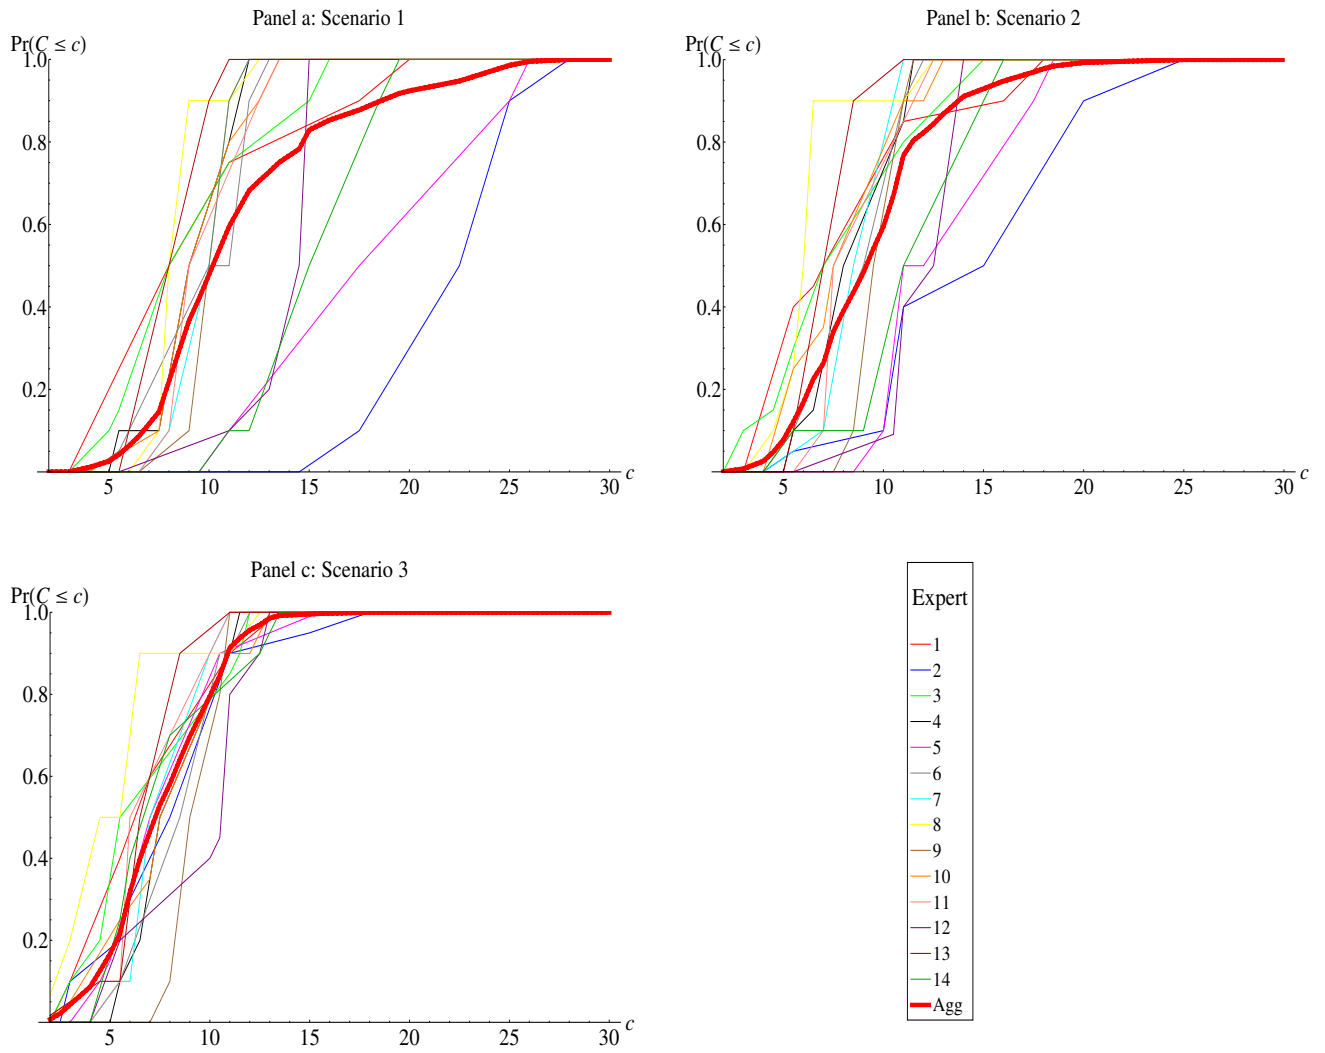 Panel a: Scenario 1
Pr(C ≤ c)
1.0
0.8
0.6
0.4
0.2
5 10 15 20 25 30 c
Panel b: Scenario 2
Pr(C ≤ c)
1.0
0.8
0.6
0.4
0.2
5 10 15 20 25 30 c
Panel c: Scenario 3
Pr(C ≤ c)
1.0
0.8
0.6
0.4
0.2
5 10 15 20 25 30 c
Expert
1
2
3
4
5
6
7
8
9
10
11
12
13
14
Agg